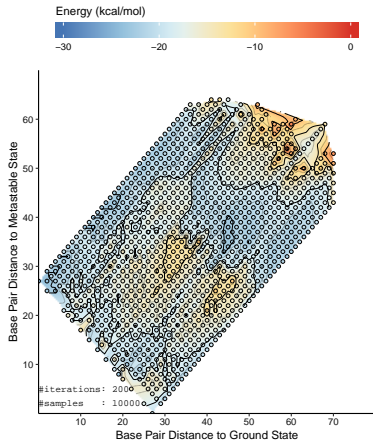 Energy (kcal/mol)
−30 −20 −10 0
Base Pair Distance to Metastable State
60
50
40
30
20
10
#iterations: 2000
#samples : 10000
10 20 30 40 50 60 70
Base Pair Distance to Ground State